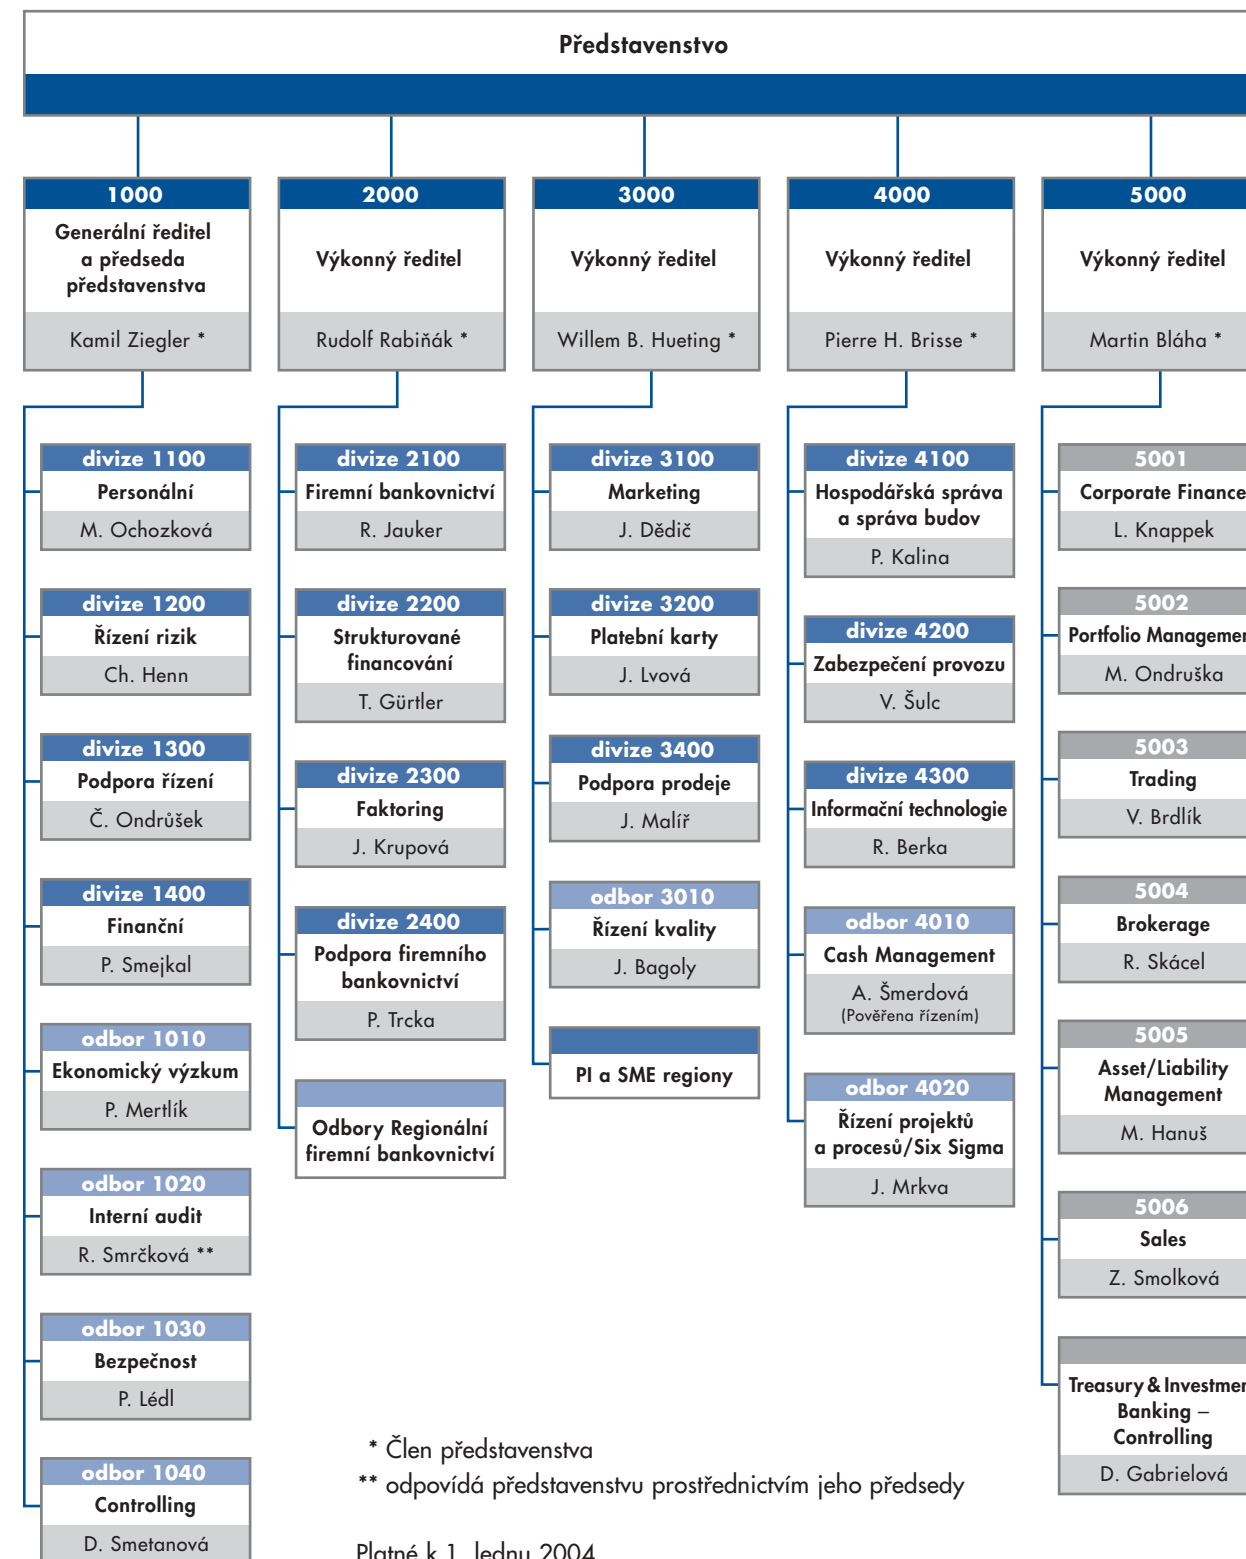 Představenstvo
1000
Generální ředitel
a předseda
představenstva
Kamil Ziegler *
2000
Výkonný ředitel
Rudolf Rabiňák *
3000
Výkonný ředitel
Willem B. Hueting *
4000
Výkonný ředitel
Pierre H. Brisse *
5000
Výkonný ředitel
Martin Bláha *
divize 1100
Personální
M. Ochozková
divize 1200
Řízení rizik
Ch. Henn
divize 1300
Podpora řízení
Č. Ondrůšek
divize 1400
Finanční
P. Smejkal
odbor 1010
Ekonomický výzkum
P. Mertlík
odbor 1020
Interní audit
R. Smrčková **
odbor 1030
Bezpečnost
P. Lédl
odbor 1040
Controlling
D. Smetanová
divize 2100
Firemní bankovnictví
R. Jauker
divize 2200
Strukturované
financování
T. Gürtler
divize 2300
Faktoring
J. Krupová
divize 2400
Podpora firemního
bankovnictví
P. Trcka
Odbory Regionální
firemní bankovnictví
divize 3100
Marketing
J. Dědič
divize 3200
Platební karty
J. Lvová
divize 3400
Podpora prodeje
J. Malíř
odbor 3010
Řízení kvality
J. Bagoly
PI a SME regiony
divize 4100
Hospodářská správa
a správa budov
P. Kalina
divize 4200
Zabezpečení provozu
V. Šulc
divize 4300
Informační technologie
R. Berka
odbor 4010
Cash Management
A. Šmerdová
(Pověřena řízením)
odbor 4020
Řízení projektů
a procesů/Six Sigma
J. Mrkva
5001
Corporate Finance
L. Knappek
5002
Portfolio Managemen
M. Ondruška
5003
Trading
V. Brdlík
5004
Brokerage
R. Skácel
5005
Asset/Liability
Management
M. Hanuš
5006
Sales
Z. Smolková
Treasury & Investmen
Banking –
Controlling
D. Gabrielová
* Člen představenstva
** odpovídá představenstvu prostřednictvím jeho předsedy
Platné k 1. lednu 2004